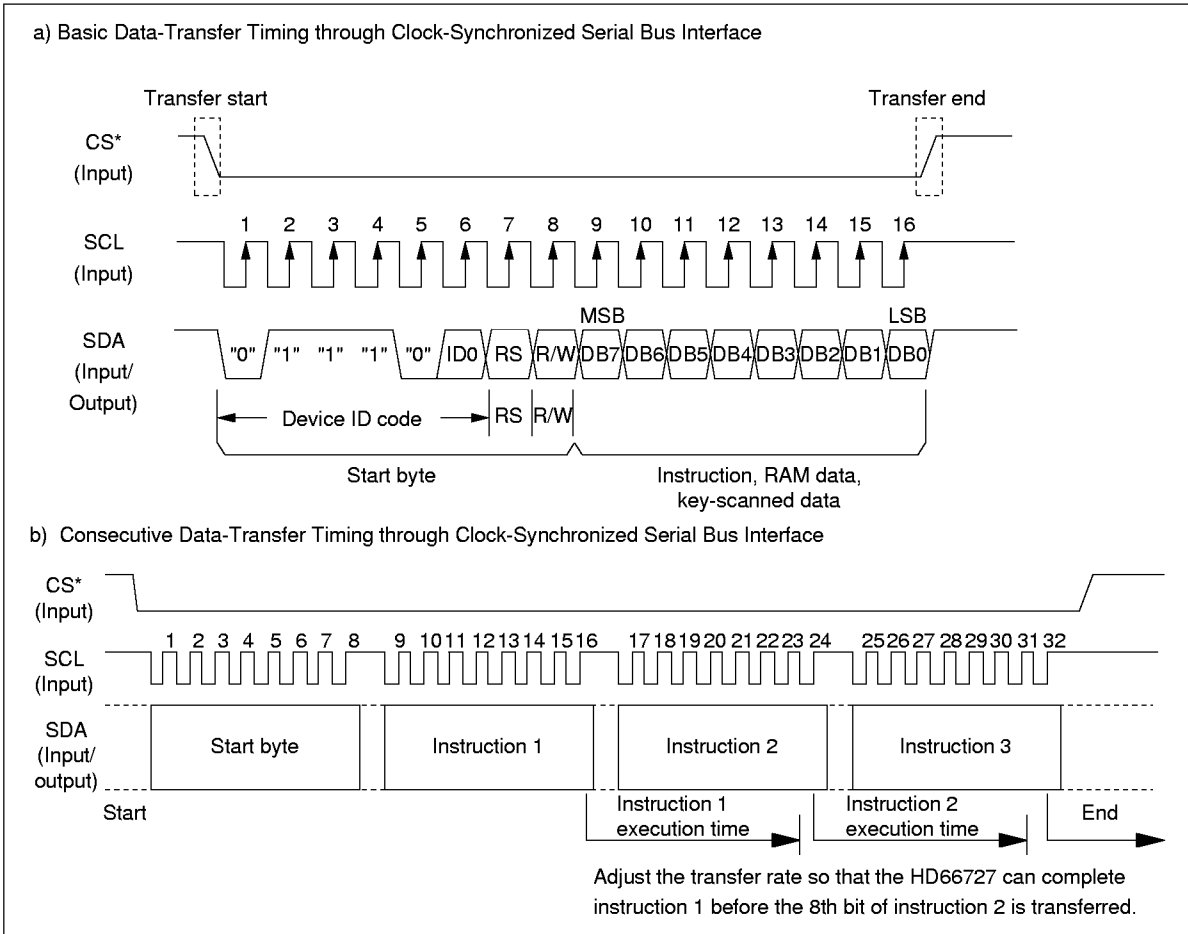 a) Basic Data-Transfer Timing through Clock-Synchronized Serial Bus Interface
Transfer start
Transfer end
CS*
(Input)
1 2 3 4 5 6 7 8 9 10 11 12 13 14 15 16
SCL
(Input)
MSB
LSB
SDA
(Input/
Output)
"0" "1" "1" "1" "0" ID0 RS R/W DB7 DB6 DB5 DB4 DB3 DB2 DB1 DB0
Device ID code RS R/W
Start byte
Instruction, RAM data,
key-scanned data
b) Consecutive Data-Transfer Timing through Clock-Synchronized Serial Bus Interface
CS*
(Input)
1 2 3 4 5 6 7 8 9 10 11 12 13 14 15 16 17 18 19 20 21 22 23 24 25 26 27 28 29 30 31 32
SCL
(Input)
SDA
(Input/
output)
Start byte
Instruction 1
Instruction 2
Instruction 3
Start
Instruction 1
execution time
Instruction 2
execution time
End
Adjust the transfer rate so that the HD66727 can complete
instruction 1 before the 8th bit of instruction 2 is transferred.